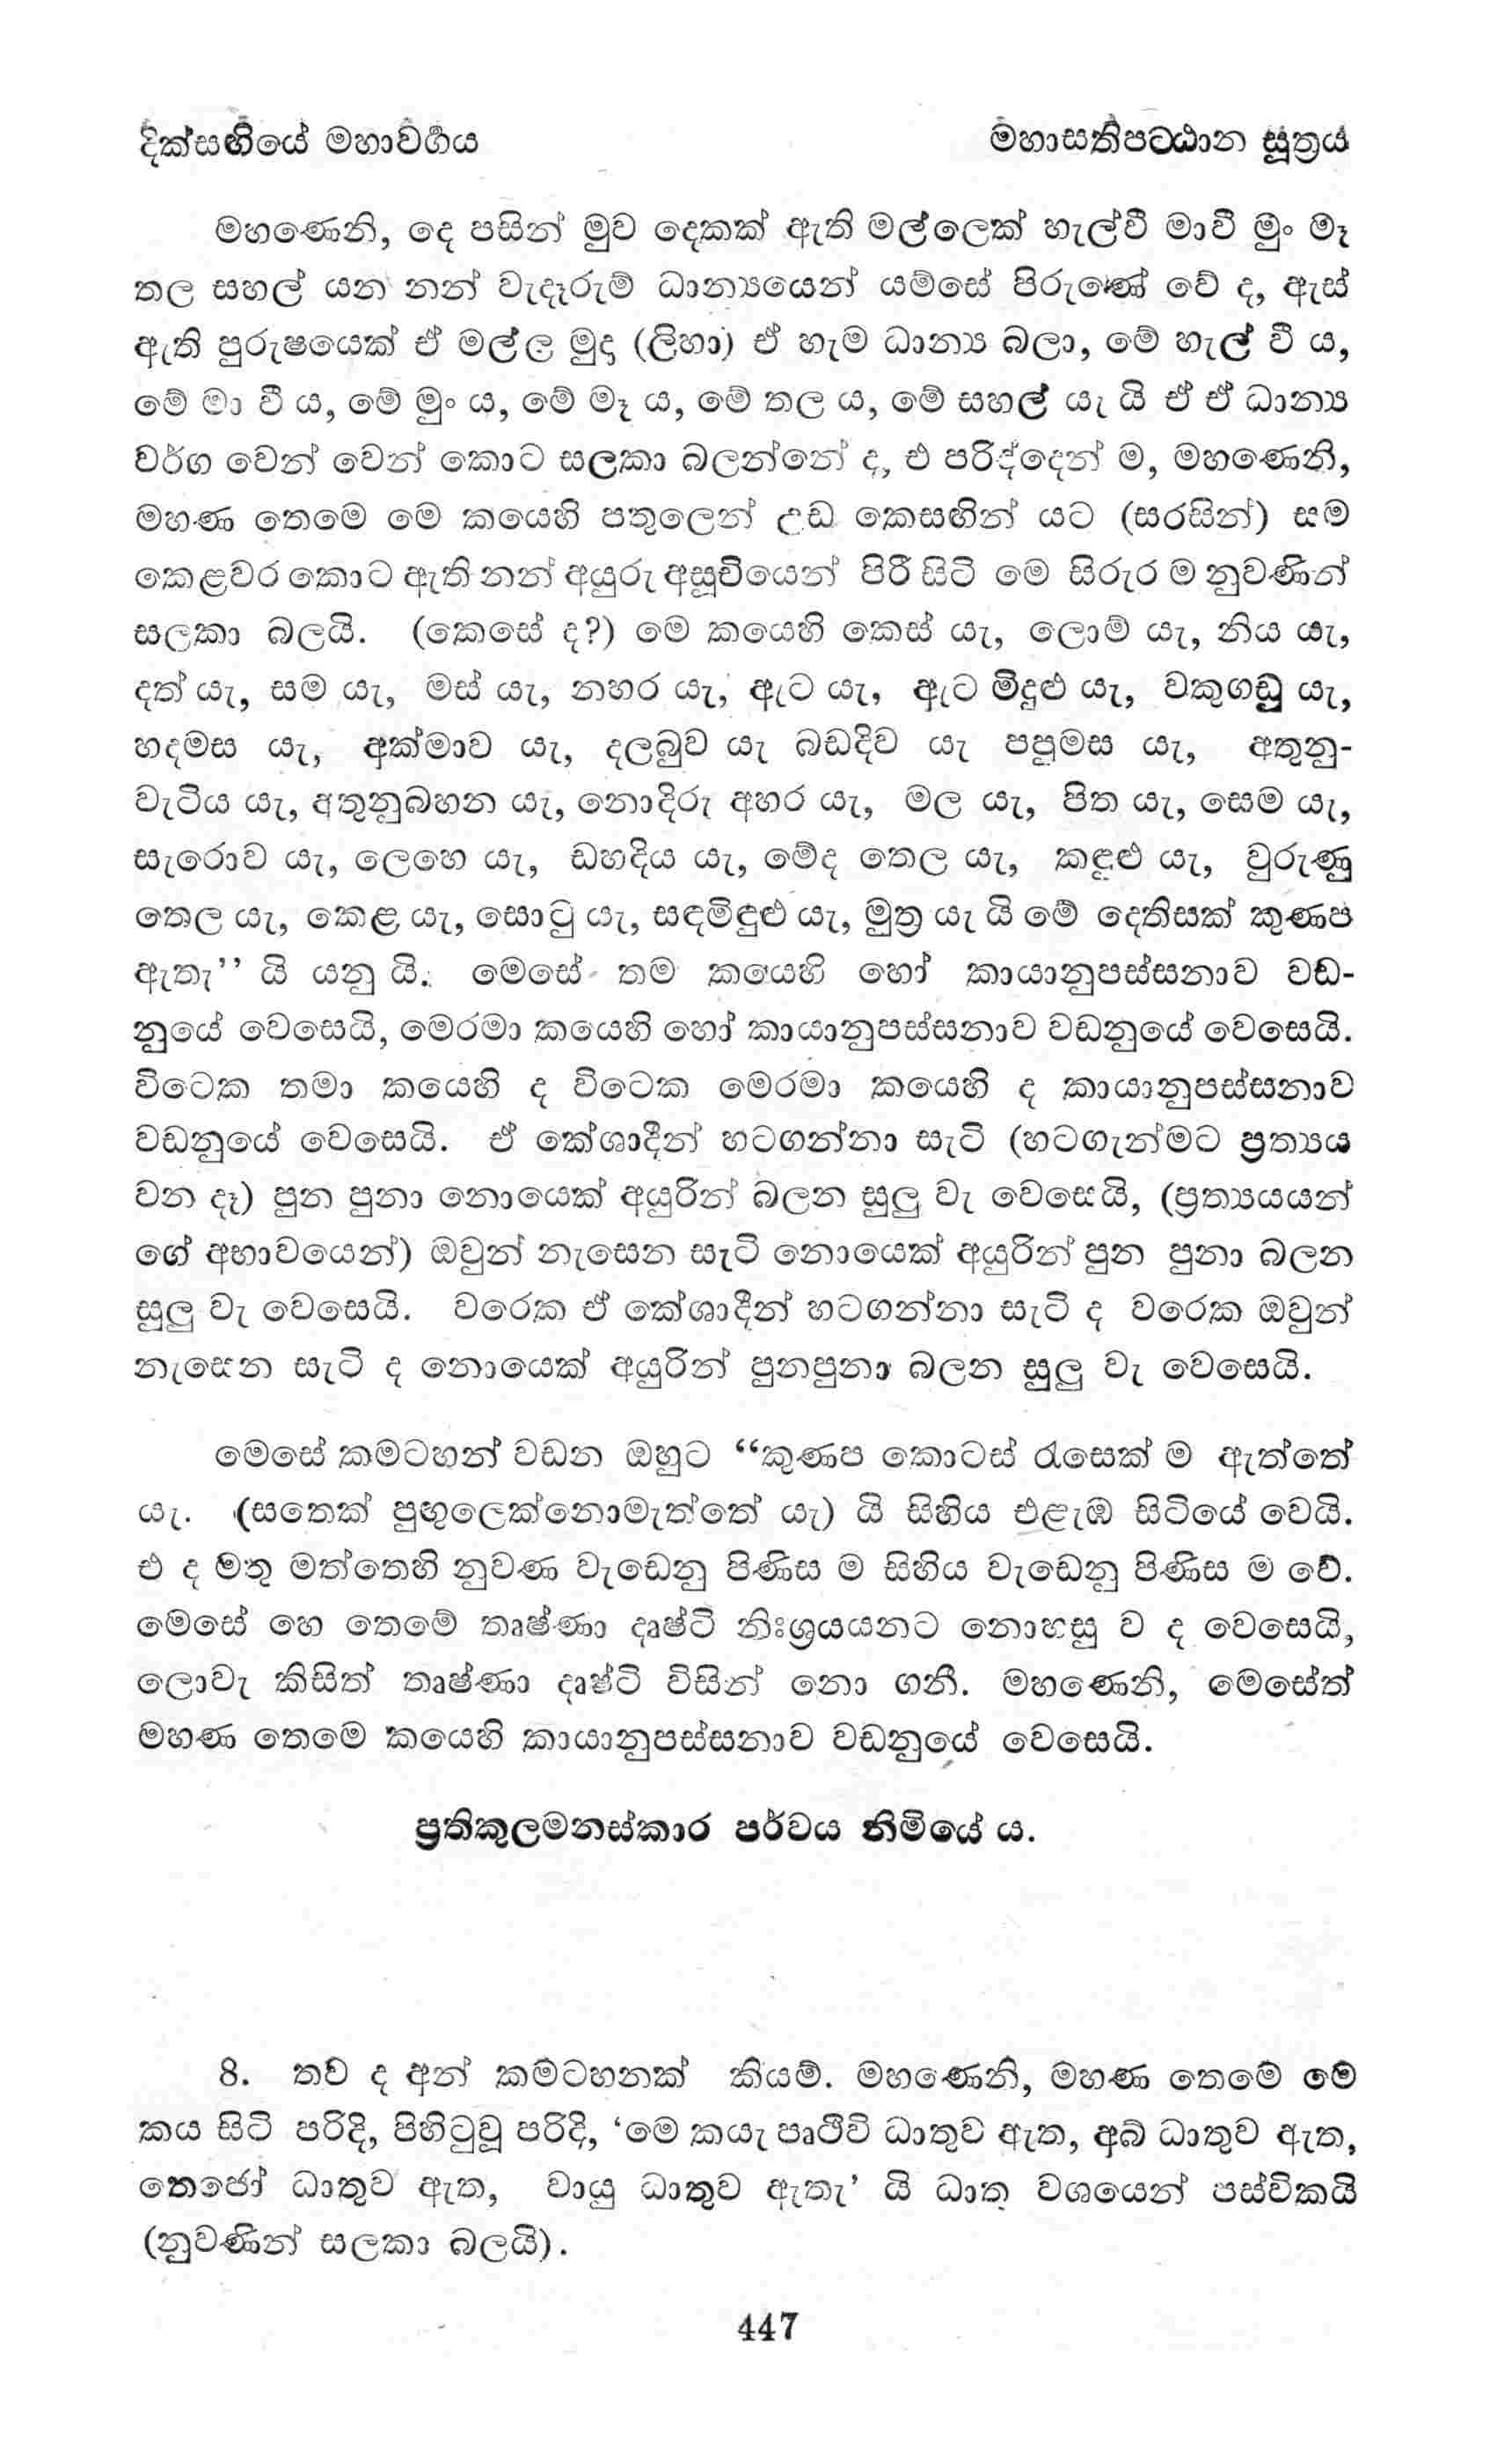 දික්සඟියේ මහාවර්‍ගය
මහාසතිපට්ඨාන සූත්‍රය
මහණෙනි, දෙ පසින් මුව දෙකක් ඇති මල්ලෙක් හැල්වී මාවී මුං මෑ
තල සහල් යන නන් වැදෑරුම් ධාන්‍යයෙන් යම්සේ පිරුණේ වේ ද, ඇස්
ඇති පුරුෂයෙක් ඒ මල්ල මුදා (ලිහා) ඒ හැම ධාන්‍ය බලා, මේ හැල් වී ය,
මේ මා වී ය, මේ මුං ය, මේ මෑ ය, මේ තල ය, මේ සහල් යැ යි ඒ ඒ ධාන්‍ය
වර්ග වෙන් වෙන් කොට සලකා බලන්නේ ද, එ පරිද්දෙන් ම, මහණෙනි,
මහණ තෙමෙ මෙ කයෙහි පතුලෙන් උඩ කෙසඟින් යට (සරසින්) සම
කෙළවර කොට ඇති නන් අයුරු අසූචියෙන් පිරී සිටි මෙ සිරුර ම නුවණින්
සලකා බලයි. (කෙසේ ද?) මෙ කයෙහි කෙස් යැ, ලොම් යැ, නිය යැ,
දත් යැ, සම යැ, මස් යැ, නහර යැ, ඇට යැ, ඇට මිදුළු යැ, වකුගඩු යැ,
හදමස යැ, අක්මාව යැ, දලබුව යැ බඩදිව යැ පපුමස යැ, අතුනු-
වැටිය යැ, අතුනුබහන යැ, නොදිරු අහර යැ, මල යැ, පිත යැ, සෙම යැ,
සැරොව යැ, ලෙහෙ යැ, ඩහදිය යැ, මේද තෙල යැ, කඳුළු යැ, වුරුණු
තෙල යැ, කෙළ යැ, සොටු යැ, සඳමිඳුළු යැ, මුත්‍ර යැ යි මේ දෙතිසක් කුණප
ඇතැ” යි යනු යි. මෙසේ තම කයෙහි හෝ කායානුපස්සනාව වඩ-
නුයේ වෙසෙයි, මෙරමා කයෙහි හෝ කායානුපස්සනාව වඩනුයේ වෙසෙයි.
විටෙක තමා කයෙහි ද විටෙක මෙරමා කයෙහි ද කායානුපස්සනාව
වඩනුයේ වෙසෙයි. ඒ කේශාදීන් හටගන්නා සැටි (හටගැන්මට ප්‍රත්‍යය
වන දෑ) පුන පුනා නොයෙක් අයුරින් බලන සුලු වැ වෙසෙයි, (ප්‍රත්‍යයයන්
ගේ අභාවයෙන්) ඔවුන් නැසෙන සැටි නොයෙක් අයුරින් පුන පුනා බලන
සුලු වැ වෙසෙයි. වරෙක ඒ කේශාදීන් හටගන්නා සැටි ද වරෙක ඔවුන්
නැසෙන සැටි ද නොයෙක් අයුරින් පුනපුනා බලන සුලු වැ වෙසෙයි.
මෙසේ කමටහන් වඩන ඔහුට “කුණප කොටස් රැසෙක් ම ඇත්තේ
යැ. (සතෙක් පුඟුලෙක්නොමැත්තේ යැ) යි සිහිය එළැඹ සිටියේ වෙයි.
එ ද මතු මත්තෙහි නුවණ වැඩෙනු පිණිස ම සිහිය වැඩෙනු පිණිස ම වේ.
මෙසේ හෙ තෙමේ තෘෂ්ණා දෘෂ්ටි නිඃශ්‍රයයනට නොහසු ව ද වෙසෙයි,
ලොවැ කිසිත් තෘෂ්ණා දෘෂ්ටි විසින් නො ගනී. මහණෙනි, මෙසේත්
මහණ තෙමෙ කයෙහි කායානුපස්සනාව වඩනුයේ වෙසෙයි.
ප්‍රතිකුලමනස්කාර පර්වය නිමියේ ය.
8. තව ද අන් කමටහනක් කියම්. මහණෙනි, මහණ තෙමේ මේ
කය සිටි පරිදි, පිහිටුවූ පරිදි, ‘මෙ කයැ පෘථිවි ධාතුව ඇත, අබ් ධාතුව ඇත,
තෙජෝ ධාතුව ඇත, වායු ධාතුව ඇතැ’ යි ධාතු වශයෙන් පස්විකයි
(නුවණින් සලකා බලයි).
447